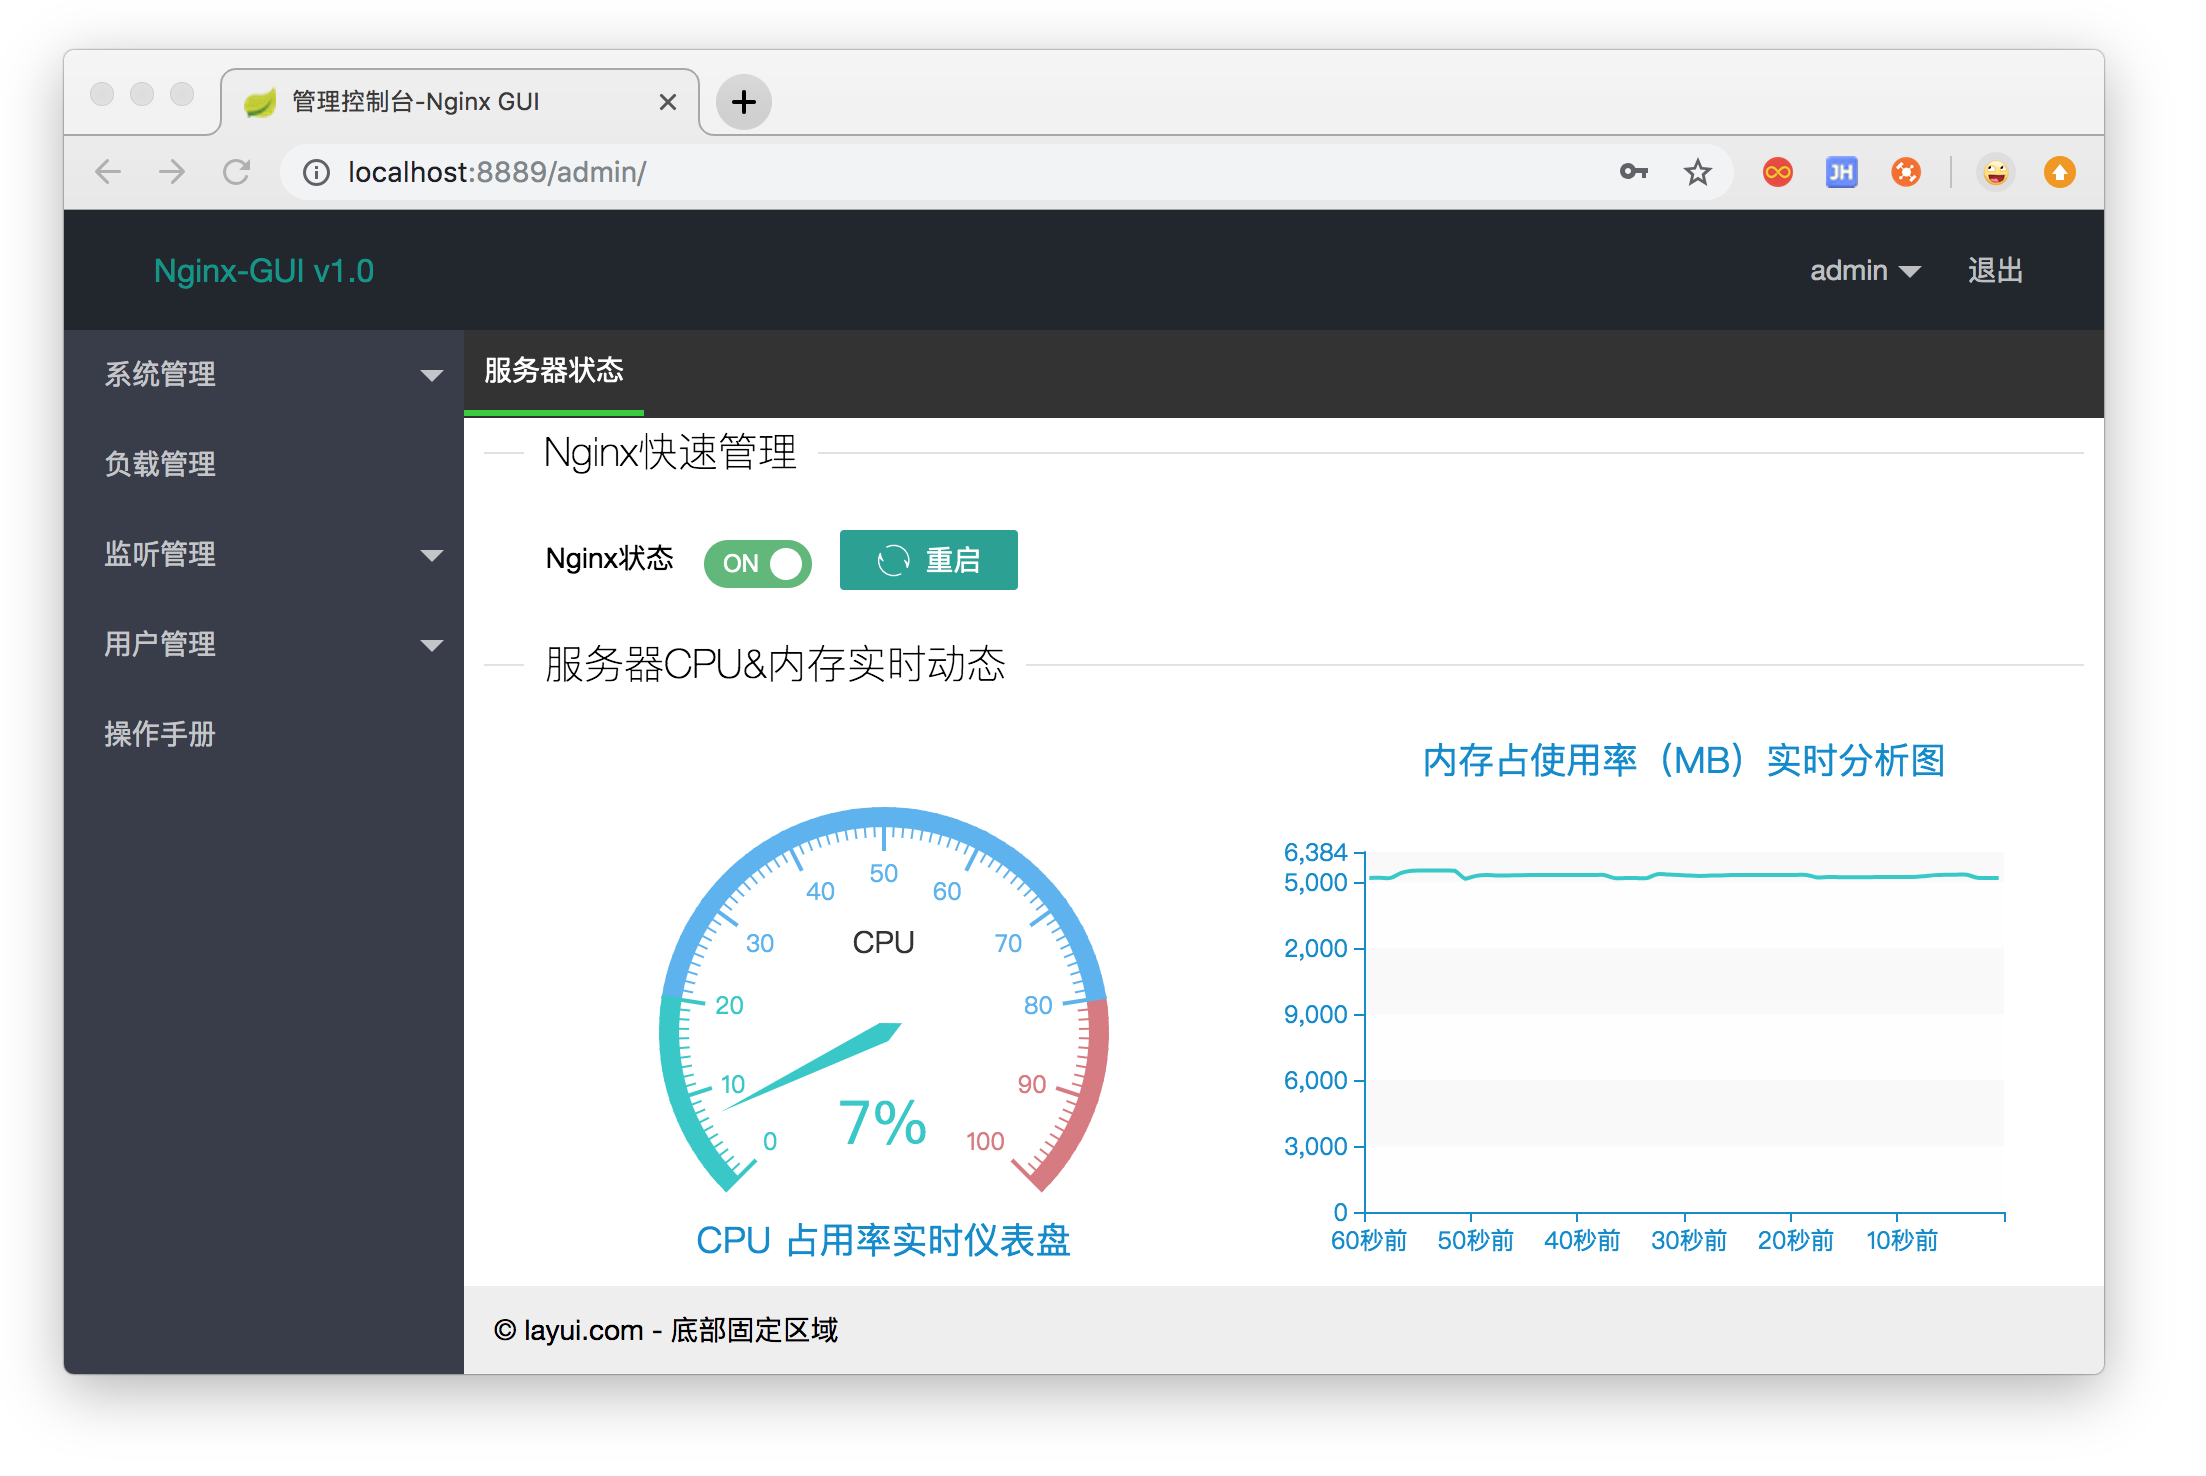 管理控制台-Nginx GUI
localhost:8889/admin/
JH
Nginx-GUI v1.0
admin
退出
系统管理
负载管理
监听管理
用户管理
操作手册
服务器状态
Nginx快速管理
Nginx状态
ON
重启
服务器CPU&内存实时动态
50
40
60
30
70
CPU
20
80
10
90
0
100
7%
CPU 占用率实时仪表盘
内存占使用率（MB）实时分析图
6,384
5,000
2,000
9,000
6,000
3,000
0
60秒前 50秒前 40秒前 30秒前 20秒前 10秒前
© layui.com - 底部固定区域